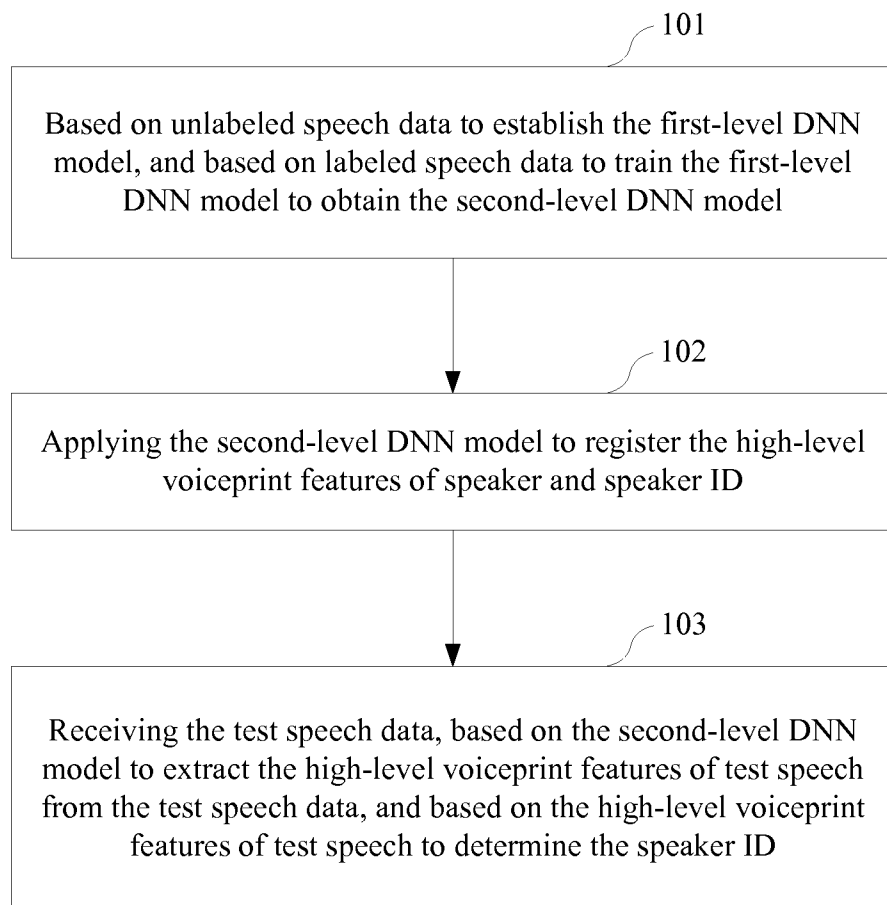 101
Based on unlabeled speech data to establish the first-level DNN
model, and based on labeled speech data to train the first-level
DNN model to obtain the second-level DNN model
102
Applying the second-level DNN model to register the high-level
voiceprint features of speaker and speaker ID
103
Receiving the test speech data, based on the second-level DNN
model to extract the high-level voiceprint features of test speech
from the test speech data, and based on the high-level voiceprint
features of test speech to determine the speaker ID